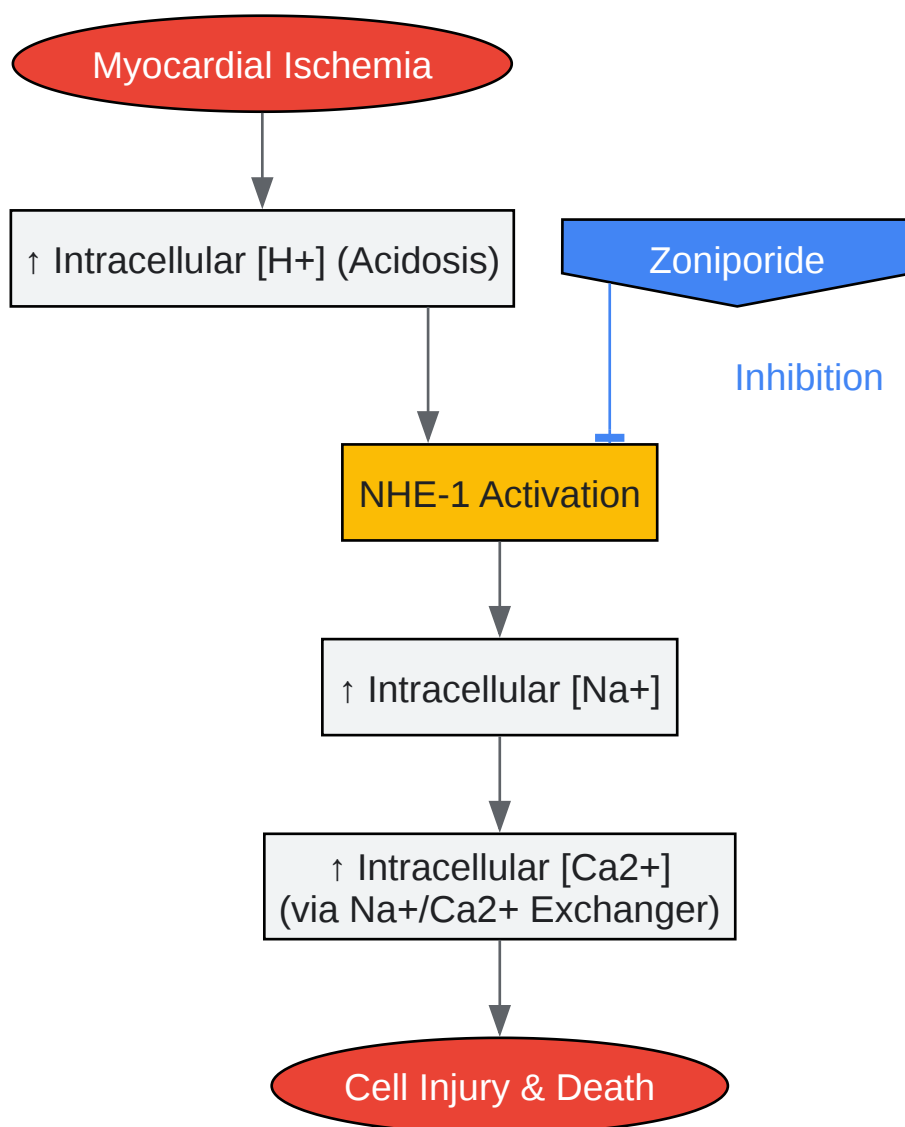 Myocardial Ischemia
↑ Intracellular [H+] (Acidosis)
Zoniporide
Inhibition
NHE-1 Activation
↑ Intracellular [Na+]
↑ Intracellular [Ca2+]
(via Na+/Ca2+ Exchanger)
Cell Injury & Death